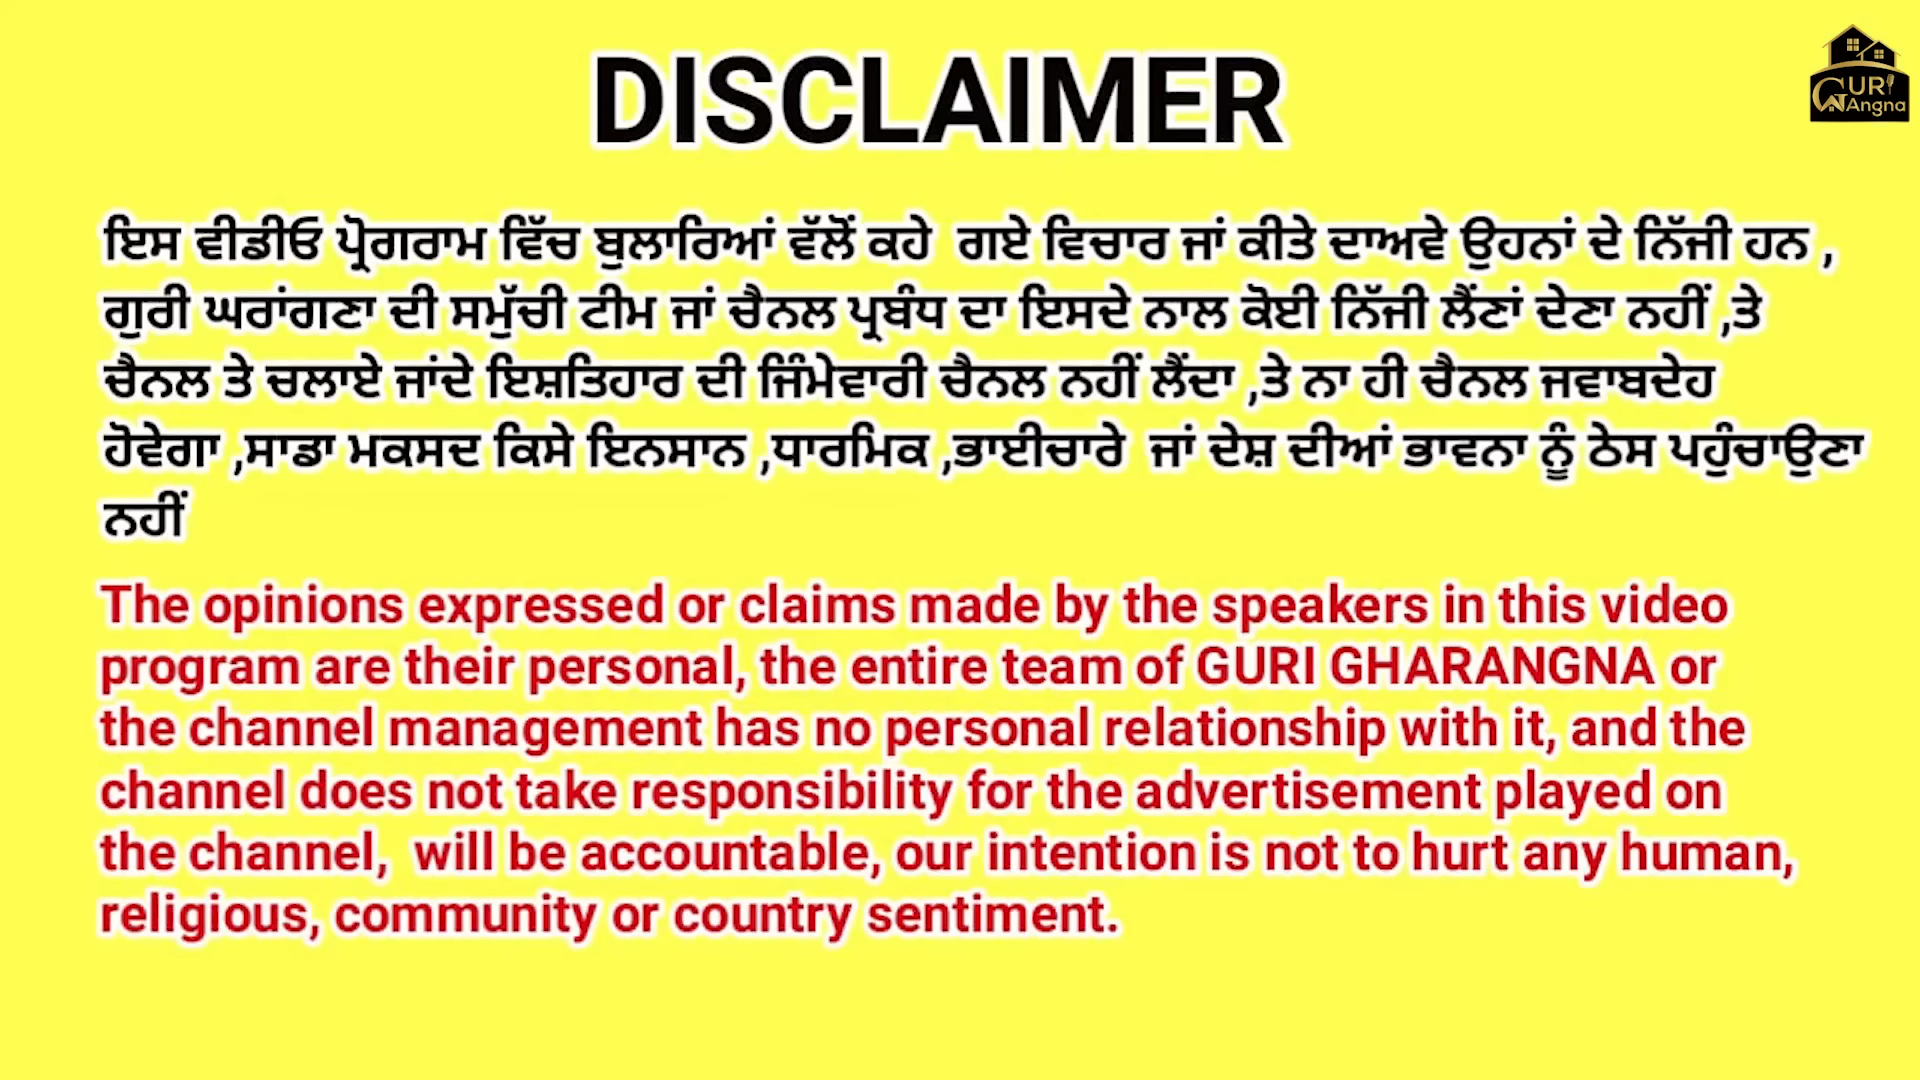 DISCLAIMER
GURI
Angna
ਇਸ ਵੀਡੀਓ ਪ੍ਰੋਗਰਾਮ ਵਿੱਚ ਬੁਲਾਰਿਆਂ ਵੱਲੋਂ ਕਹੇ ਗਏ ਵਿਚਾਰ ਜਾਂ ਕੀਤੇ ਦਾਅਵੇ ਉਹਨਾਂ ਦੇ ਨਿੱਜੀ ਹਨ ,
ਗੁਰੀ ਘਰਾਂਗਣਾ ਦੀ ਸਮੁੱਚੀ ਟੀਮ ਜਾਂ ਚੈਨਲ ਪ੍ਰਬੰਧ ਦਾ ਇਸਦੇ ਨਾਲ ਕੋਈ ਨਿੱਜੀ ਲੈਂਣਾਂ ਦੇਣਾ ਨਹੀਂ ,ਤੇ
ਚੈਨਲ ਤੇ ਚਲਾਏ ਜਾਂਦੇ ਇਸ਼ਤਿਹਾਰ ਦੀ ਜਿੰਮੇਵਾਰੀ ਚੈਨਲ ਨਹੀਂ ਲੈਂਦਾ ,ਤੇ ਨਾ ਹੀ ਚੈਨਲ ਜਵਾਬਦੇਹ
ਹੋਵੇਗਾ ,ਸਾਡਾ ਮਕਸਦ ਕਿਸੇ ਇਨਸਾਨ ,ਧਾਰਮਿਕ ,ਭਾਈਚਾਰੇ ਜਾਂ ਦੇਸ਼ ਦੀਆਂ ਭਾਵਨਾ ਨੂੰ ਠੇਸ ਪਹੁੰਚਾਉਣਾ
ਨਹੀਂ
The opinions expressed or claims made by the speakers in this video
program are their personal, the entire team of GURI GHARANGNA or
the channel management has no personal relationship with it, and the
channel does not take responsibility for the advertisement played on
the channel, will be accountable, our intention is not to hurt any human,
religious, community or country sentiment.